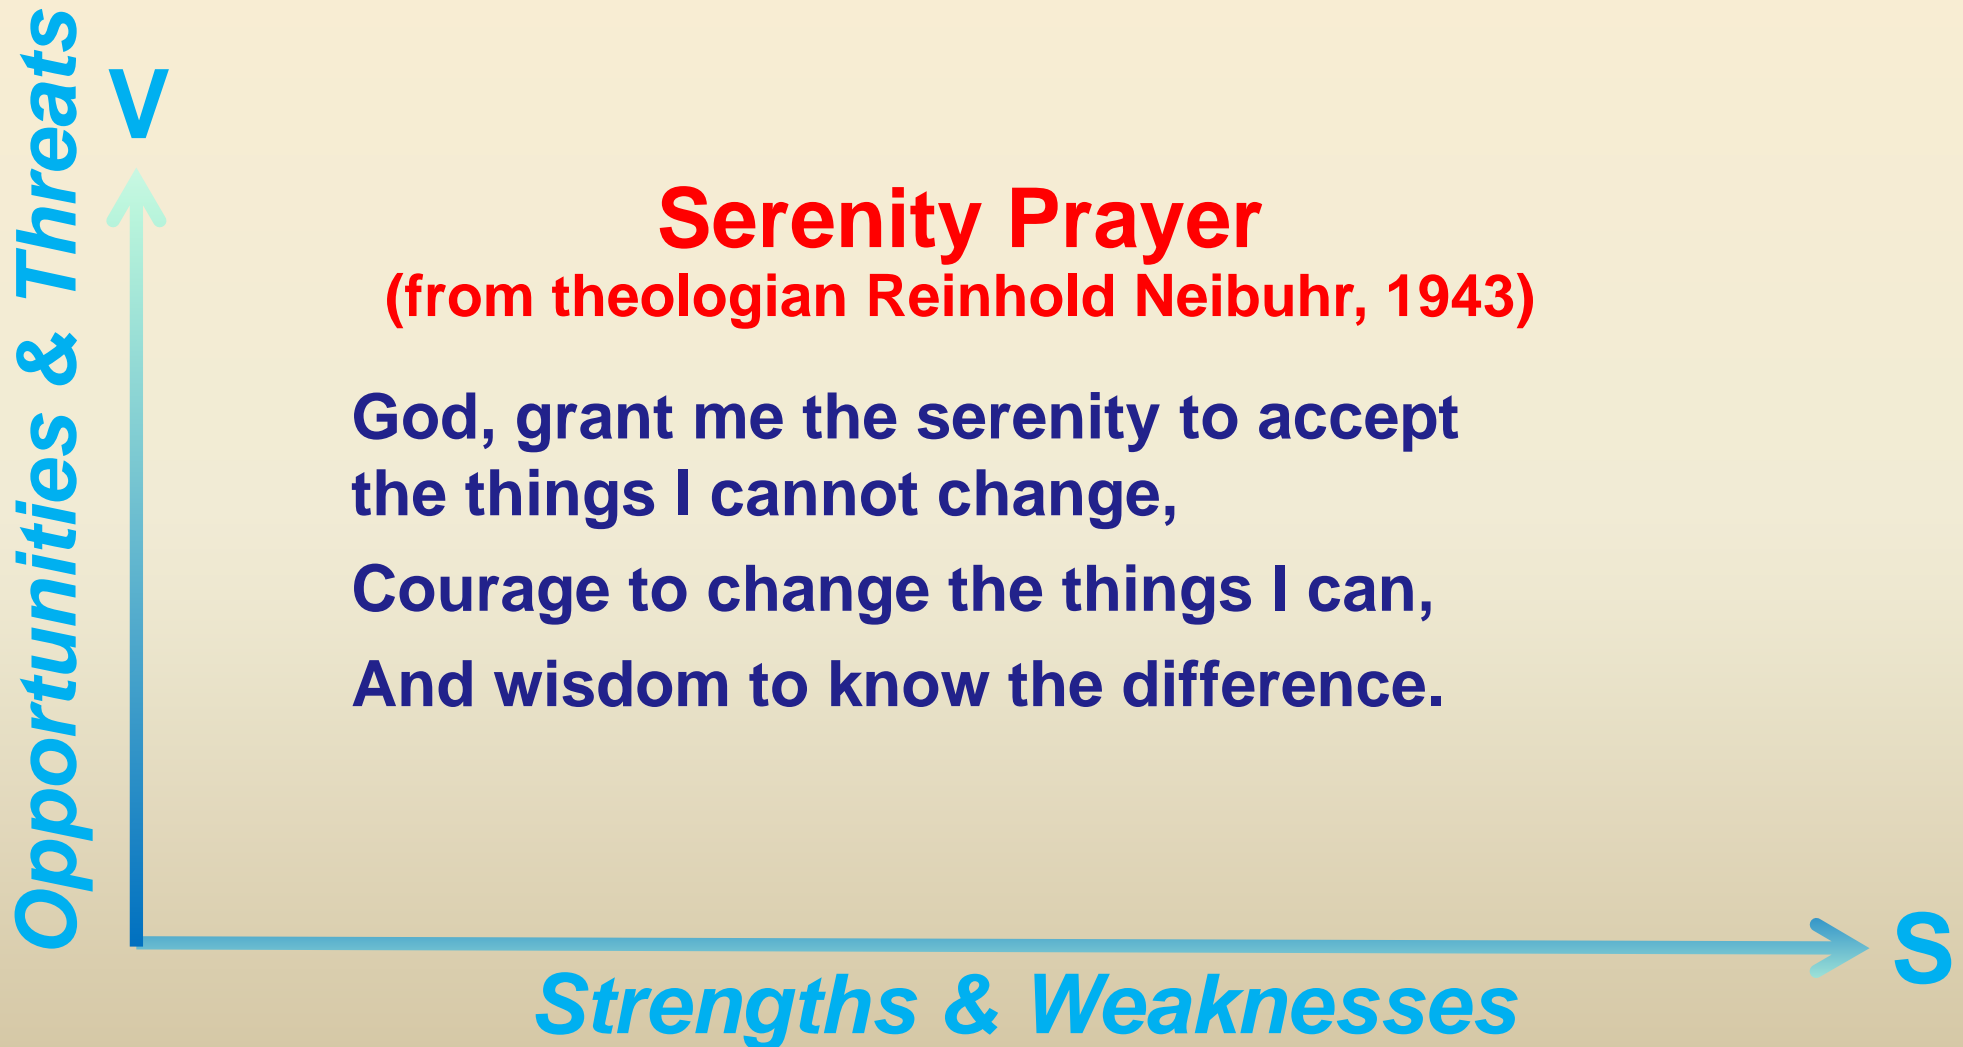 Opportunities & Threats
V
Serenity Prayer
(from theologian Reinhold Neibuhr, 1943)
God, grant me the serenity to accept
the things I cannot change,
Courage to change the things I can,
And wisdom to know the difference.
S
Strengths & Weaknesses